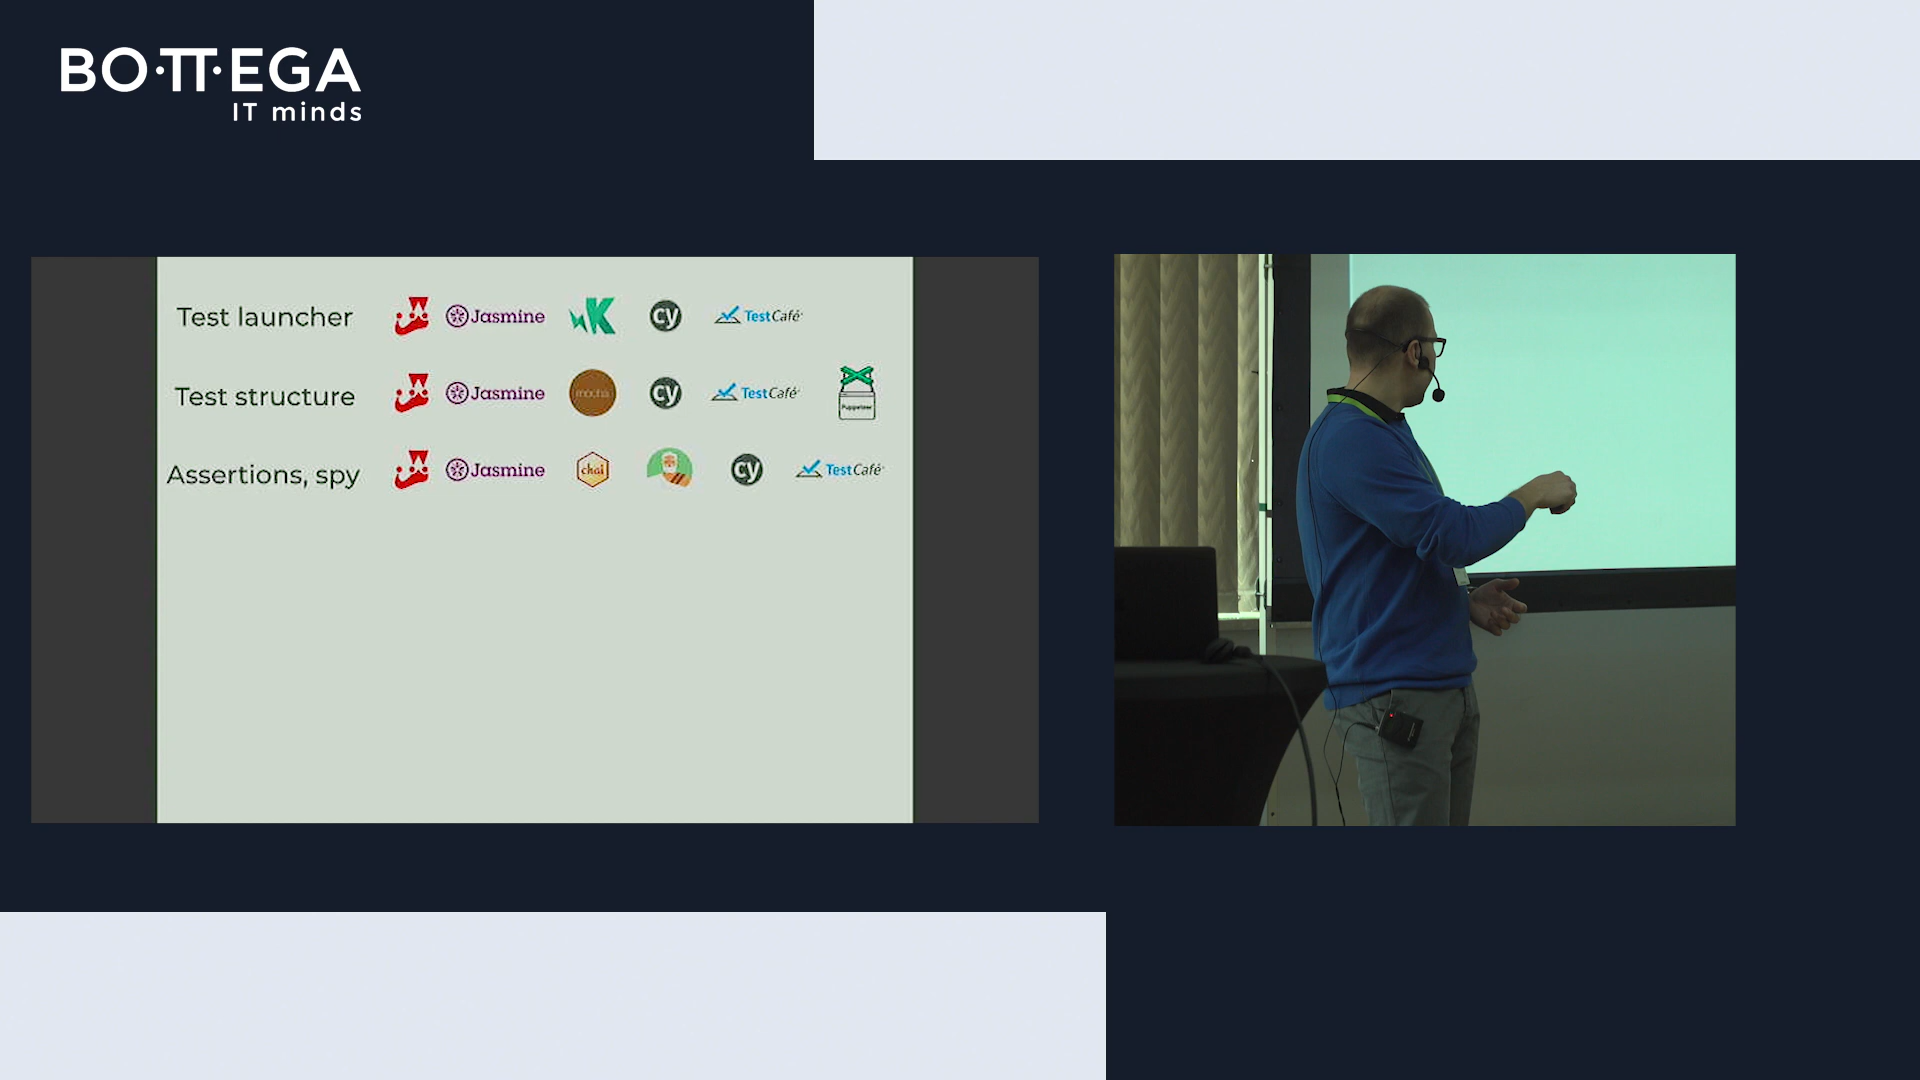 BO·TT·EGA
IT minds
Test launcher Jasmine K cy TestCafé
Test structure Jasmine mocha cy TestCafé Puppeteer
Assertions, spy Jasmine chai cy TestCafé